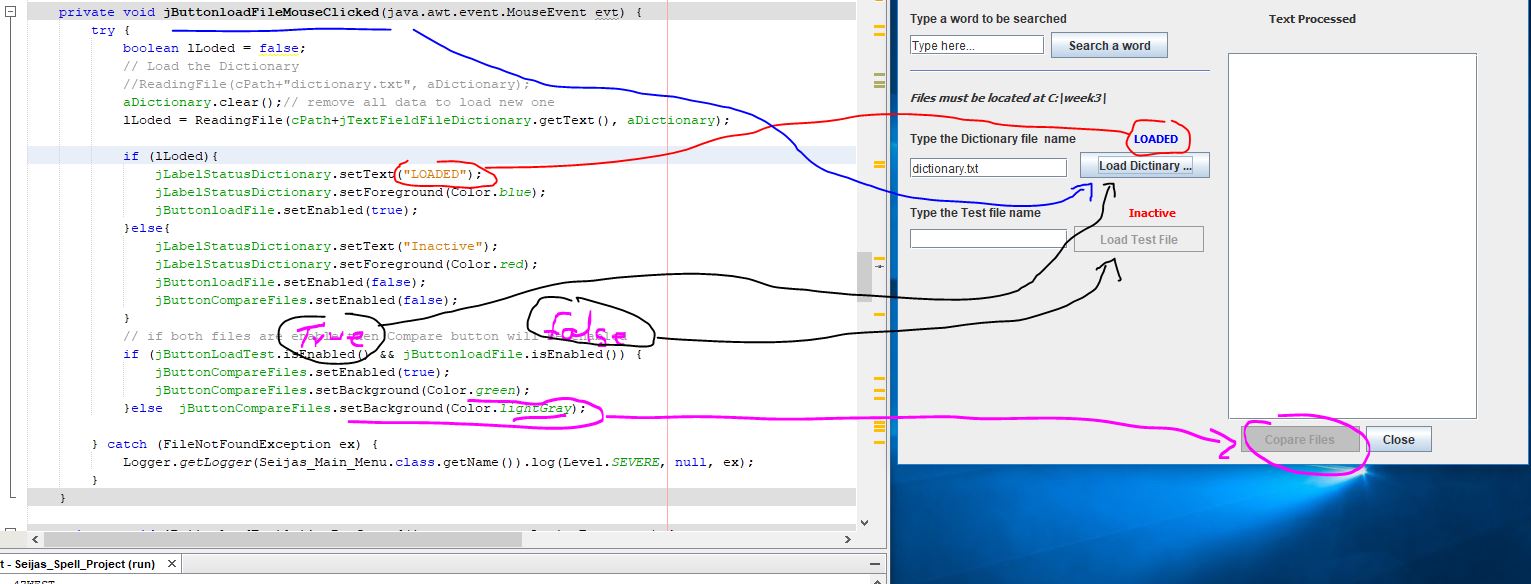 private void jButtonloadFileMouseClicked(java.awt.event.MouseEvent evt) {
try {
boolean lLoded = false;
// Load the Dictionary
//ReadingFile(cPath+"dictionary.txt", aDictionary);
aDictionary.clear();// remove all data to load new one
lLoded = ReadingFile(cPath+jTextFieldFileDictionary.getText(), aDictionary);
if (lLoded){
jLabelStatusDictionary.setText("LOADED");
jLabelStatusDictionary.setForeground(Color.blue);
jButtonloadFile.setEnabled(true);
}else{
jLabelStatusDictionary.setText("Inactive");
jLabelStatusDictionary.setForeground(Color.red);
jButtonloadFile.setEnabled(false);
jButtonCompareFiles.setEnabled(false);
}
// if both files are Compare button will
True
false
if (jButtonLoadTest.isEnabled() && jButtonloadFile.isEnabled()) {
jButtonCompareFiles.setEnabled(true);
jButtonCompareFiles.setBackground(Color.green);
}else jButtonCompareFiles.setBackground(Color.lightGray);
} catch (FileNotFoundException ex) {
Logger.getLogger(Seijas_Main_Menu.class.getName()).log(Level.SEVERE, null, ex);
}
}
t - Seijas_Spell_Project (run)
Type a word to be searched
Type here...
Search a word
Files must be located at C:\week3\
Type the Dictionary file name
LOADED
dictionary.txt
Load Dictinary ...
Type the Test file name
Inactive
Load Test File
Text Processed
Copare Files
Close